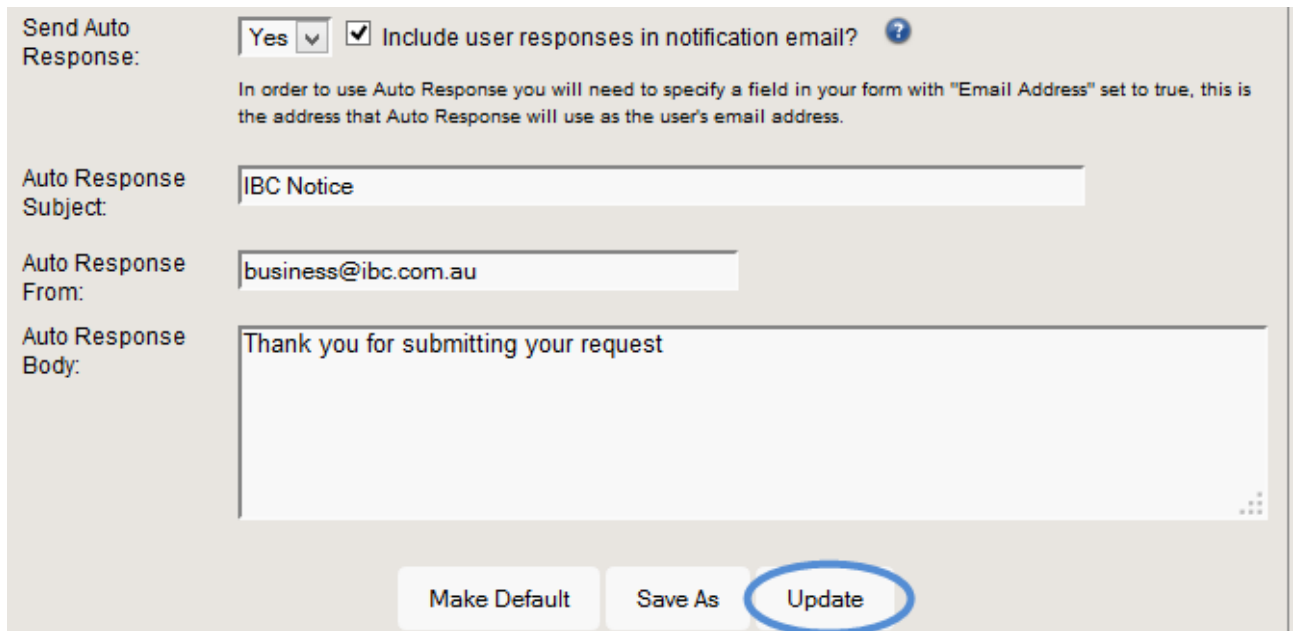 Send Auto Response:
Yes Include user responses in notification email? ?
In order to use Auto Response you will need to specify a field in your form with "Email Address" set to true, this is
the address that Auto Response will use as the user's email address.
Auto Response Subject:
IBC Notice
Auto Response From:
business@ibc.com.au
Auto Response Body:
Thank you for submitting your request
Make Default Save As Update